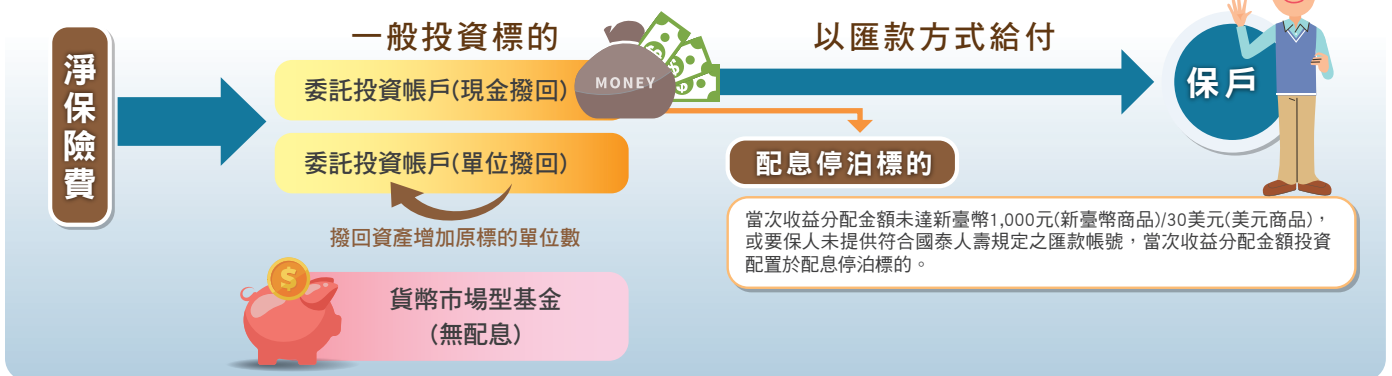 淨保險費
一般投資標的
以匯款方式給付
委託投資帳戶(現金撥回)
MONEY
保戶
委託投資帳戶(單位撥回)
配息停泊標的
撥回資產增加原標的單位數
當次收益分配金額未達新臺幣1,000元(新臺幣商品)/30美元(美元商品)，
或要保人未提供符合國泰人壽規定之匯款帳號，當次收益分配金額投資
配置於配息停泊標的。
貨幣市場型基金
(無配息)